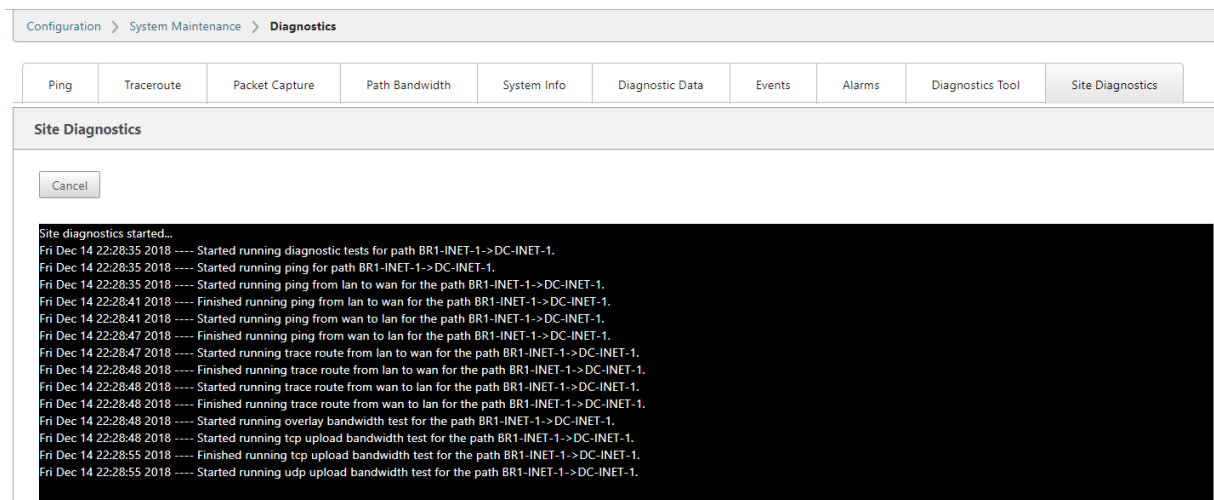 Configuration > System Maintenance > Diagnostics
Ping Traceroute Packet Capture Path Bandwidth System Info Diagnostic Data Events Alarms Diagnostics Tool Site Diagnostics
Site Diagnostics
Cancel
Site diagnostics started...
Fri Dec 14 22:28:35 2018 ---- Started running diagnostic tests for path BR1-INET-1->DC-INET-1.
Fri Dec 14 22:28:35 2018 ---- Started running ping for path BR1-INET-1->DC-INET-1.
Fri Dec 14 22:28:35 2018 ---- Started running ping from lan to wan for the path BR1-INET-1->DC-INET-1.
Fri Dec 14 22:28:41 2018 ---- Finished running ping from lan to wan for the path BR1-INET-1->DC-INET-1.
Fri Dec 14 22:28:41 2018 ---- Started running ping from wan to lan for the path BR1-INET-1->DC-INET-1.
Fri Dec 14 22:28:47 2018 ---- Finished running ping from wan to lan for the path BR1-INET-1->DC-INET-1.
Fri Dec 14 22:28:47 2018 ---- Started running trace route from lan to wan for the path BR1-INET-1->DC-INET-1.
Fri Dec 14 22:28:48 2018 ---- Finished running trace route from lan to wan for the path BR1-INET-1->DC-INET-1.
Fri Dec 14 22:28:48 2018 ---- Started running trace route from wan to lan for the path BR1-INET-1->DC-INET-1.
Fri Dec 14 22:28:48 2018 ---- Finished running trace route from wan to lan for the path BR1-INET-1->DC-INET-1.
Fri Dec 14 22:28:48 2018 ---- Started running overlay bandwidth test for the path BR1-INET-1->DC-INET-1.
Fri Dec 14 22:28:48 2018 ---- Started running tcp upload bandwidth test for the path BR1-INET-1->DC-INET-1.
Fri Dec 14 22:28:55 2018 ---- Finished running tcp upload bandwidth test for the path BR1-INET-1->DC-INET-1.
Fri Dec 14 22:28:55 2018 ---- Started running udp upload bandwidth test for the path BR1-INET-1->DC-INET-1.